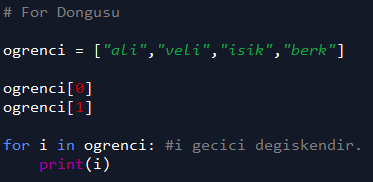 # For Dongusu
ogrenci = ["ali","veli","isik","berk"]
ogrenci[0]
ogrenci[1]
for i in ogrenci: #i gecici degiskendir.
    print(i)